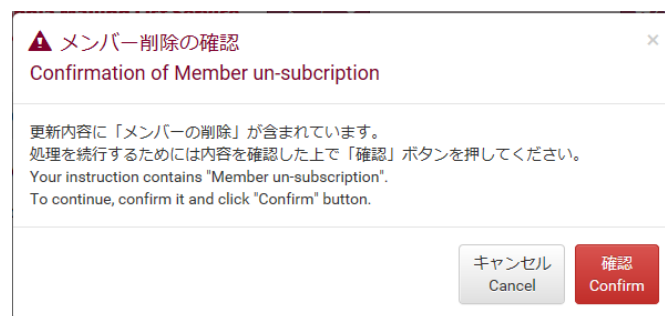 メンバー削除の確認
Confirmation of Member un-subcription
更新内容に「メンバーの削除」が含まれています。
処理を続行するためには内容を確認した上で「確認」ボタンを押してください。
Your instruction contains "Member un-subscription".
To continue, confirm it and click "Confirm" button.
キャンセル
Cancel
確認
Confirm